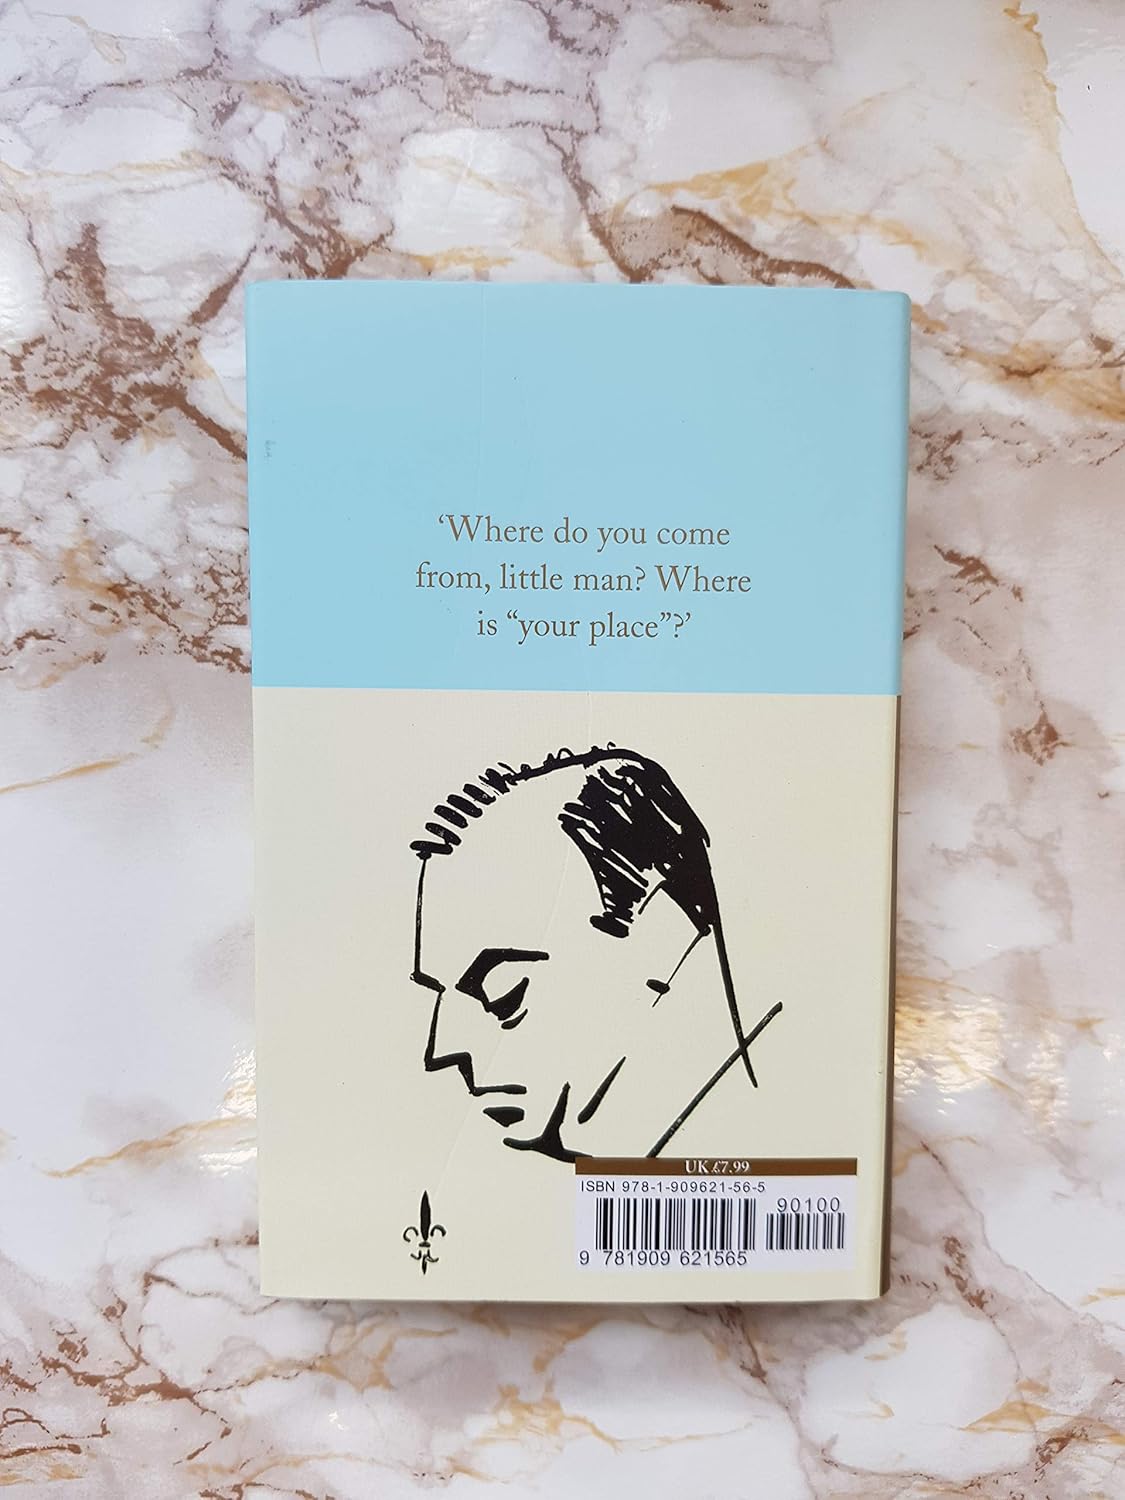 ‘Where do you come
from, little man? Where
is “your place”?’
UK £7.99
ISBN 978-1-909621-56-5
90100
9 781909 621565